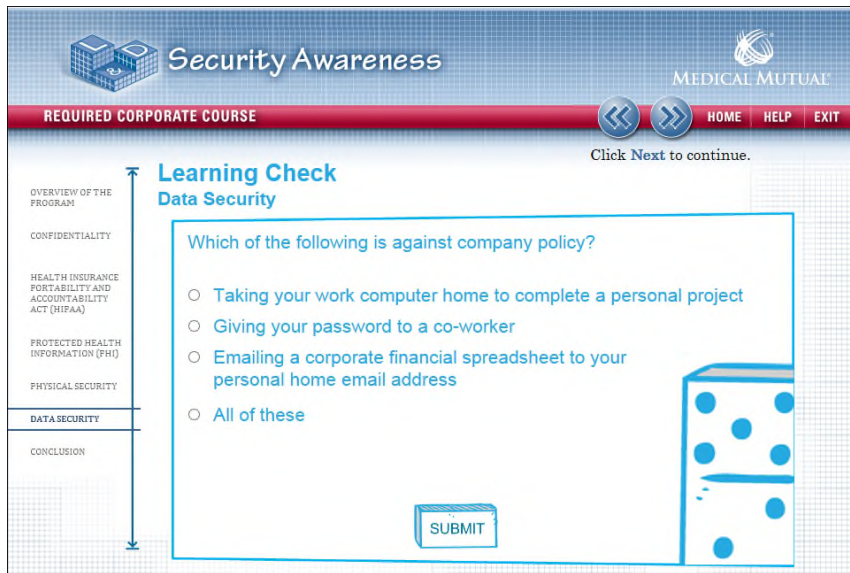 Security Awareness
MEDICAL MUTUAL®
REQUIRED CORPORATE COURSE
HOME
HELP
EXIT
Click Next to continue.
OVERVIEW OF THE
PROGRAM
CONFIDENTIALITY
HEALTH INSURANCE
PORTABILITY AND
ACCOUNTABILITY
ACT (HIPAA)
PROTECTED HEALTH
INFORMATION (PHI)
PHYSICAL SECURITY
DATA SECURITY
CONCLUSION
Learning Check
Data Security
Which of the following is against company policy?
Taking your work computer home to complete a personal project
Giving your password to a co-worker
Emailing a corporate financial spreadsheet to your
personal home email address
All of these
SUBMIT